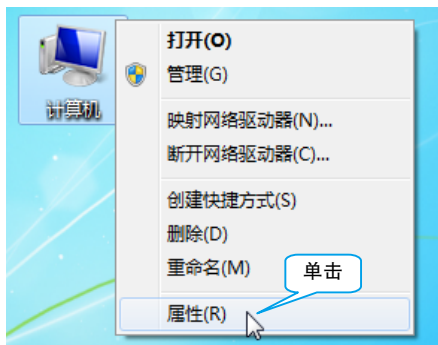 计算机
打开(O)
管理(G)
映射网络驱动器(N)...
断开网络驱动器(C)...
创建快捷方式(S)
删除(D)
重命名(M)
单击
属性(R)